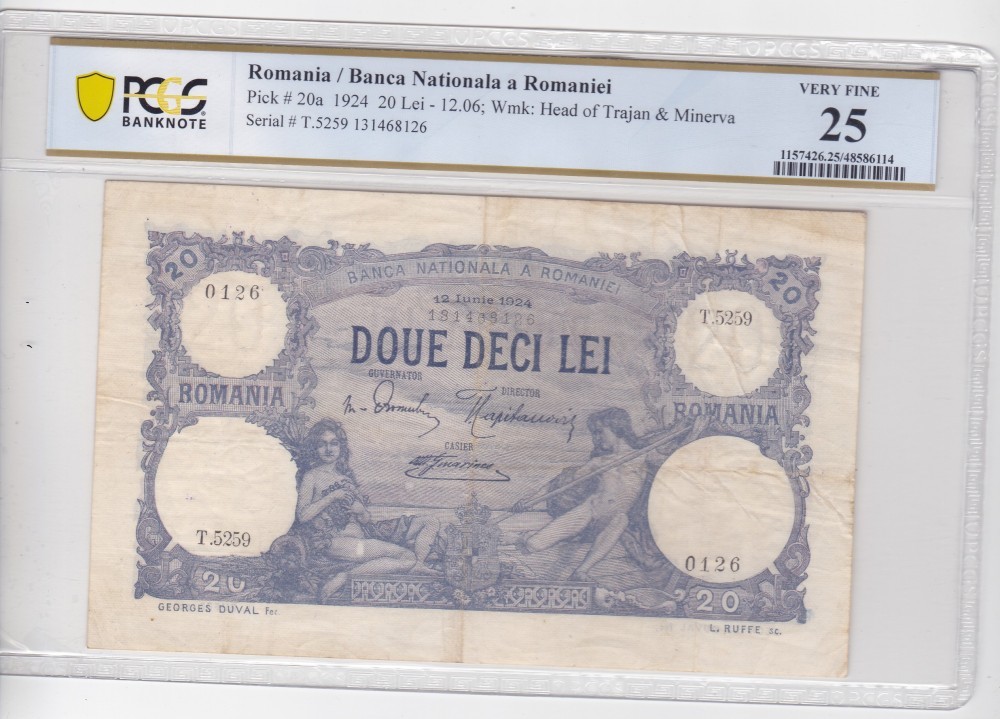 PCGS
BANKNOTE
Romania / Banca Nationala a Romaniei
Pick # 20a 1924 20 Lei - 12.06; Wmk: Head of Trajan & Minerva
Serial # T.5259 131468126
VERY FINE
25
1157426.25/48586114
20
BANCA NATIONALA A ROMANIEI
20
0126
12 Iunie 1924
131468126
T.5259
DOUE DECI LEI
GUVERNATOR
DIRECTOR
ROMANIA
ROMANIA
CASIER
T.5259
0126
20
20
GEORGES DUVAL Fec.
L. RUFFE sc.